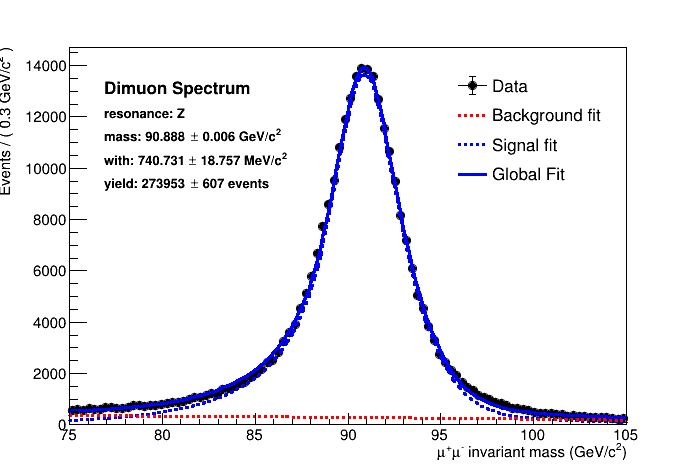 Dimuon Spectrum
resonance: Z
mass: 90.888 ± 0.006 GeV/c²
with: 740.731 ± 18.757 MeV/c²
yield: 273953 ± 607 events
Data
Background fit
Signal fit
Global Fit
Events / ( 0.3 GeV/c² )
14000
12000
10000
8000
6000
4000
2000
0
75
80
85
90
95
100
105
μ⁺μ⁻ invariant mass (GeV/c²)